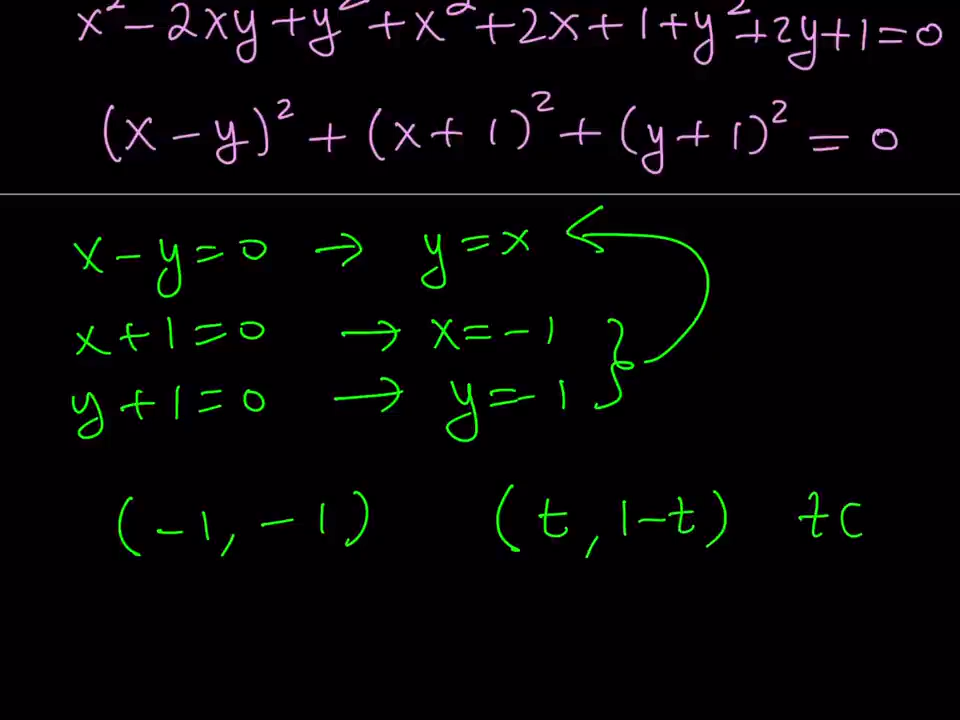 x² - 2xy + y² + x² + 2x + 1 + y² + 2y + 1 = 0
(x - y)² + (x + 1)² + (y + 1)² = 0
x - y = 0 → y = x
x + 1 = 0 → x = -1
y + 1 = 0 → y = -1
(-1, -1) (t, 1-t) t